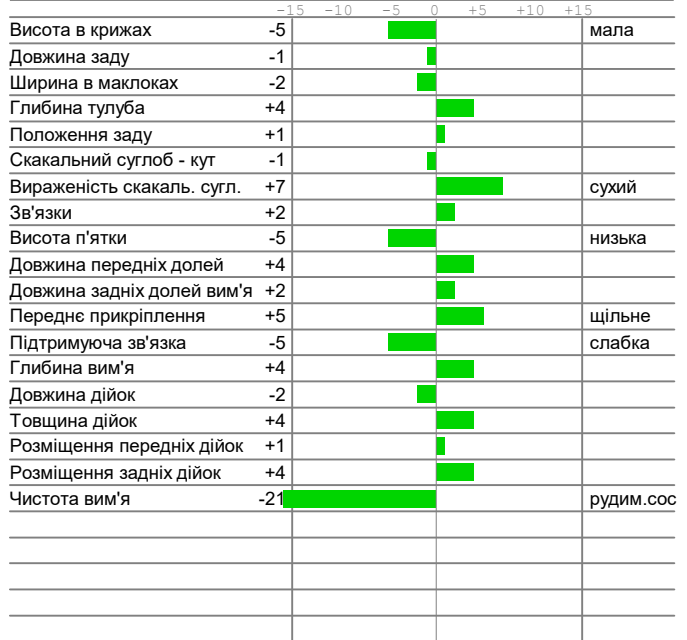 -15 -10 -5 0 +5 +10 +15
Висота в крижах -5 мала
Довжина заду -1
Ширина в маклоках -2
Глибина тулуба +4
Положення заду +1
Скакальний суглоб - кут -1
Вираженість скакаль. сугл. +7 сухий
Зв'язки +2
Висота п'ятки -5 низька
Довжина передніх долей +4
Довжина задніх долей вим'я +2
Переднє прикріплення +5 щільне
Підтримуюча зв'язка -5 слабка
Глибина вим'я +4
Довжина дійок -2
Товщина дійок +4
Розміщення передніх дійок +1
Розміщення задніх дійок +4
Чистота вим'я -21 рудим.сос